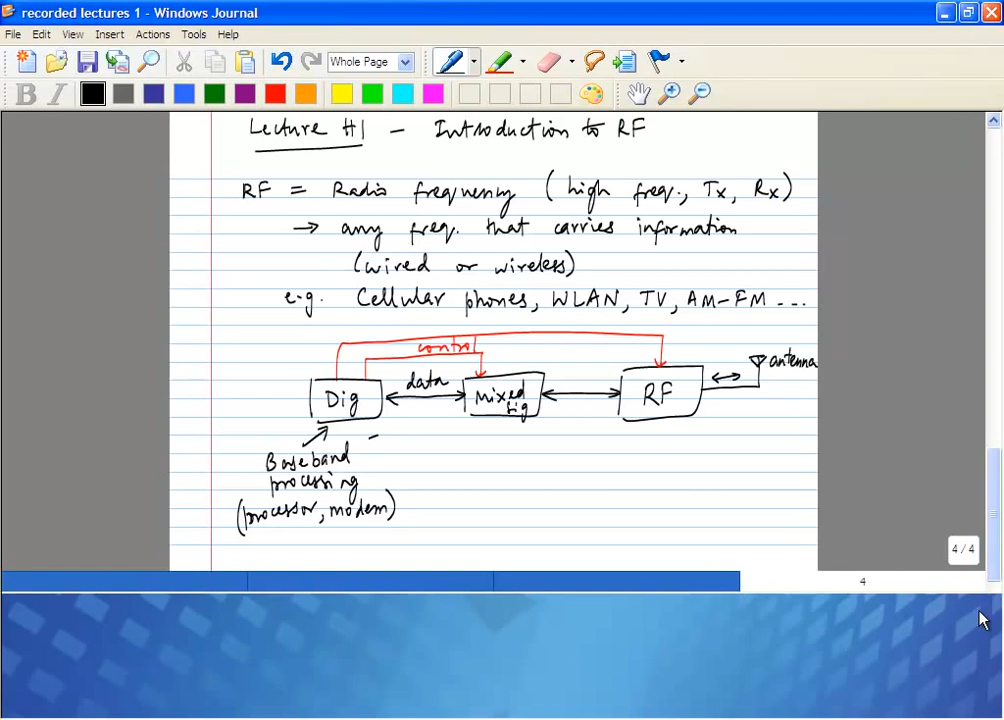 recorded lectures 1 - Windows Journal
File Edit View Insert Actions Tools Help
Whole Page
B I
Lecture #1 - Introduction to RF
RF = Radio frequency (high freq., Tx, Rx)
→ any freq. that carries information
(wired or wireless)
e.g. Cellular phones, WLAN, TV, AM-FM ...
control
antenna
Dig data Mixed Sig RF
Baseband
processing
(processor, modem)
4 / 4
4